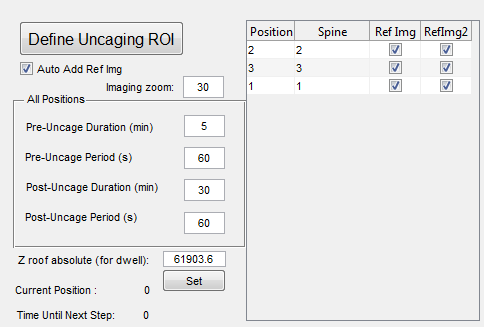 Define Uncaging ROI
Auto Add Ref Img
Imaging zoom: 30
All Positions
Pre-Uncage Duration (min) 5
Pre-Uncage Period (s) 60
Post-Uncage Duration (min) 30
Post-Uncage Period (s) 60
Z roof absolute (for dwell): 61903.6
Set
Current Position : 0
Time Until Next Step: 0
Position Spine Ref Img RefImg2
2 2
3 3
1 1